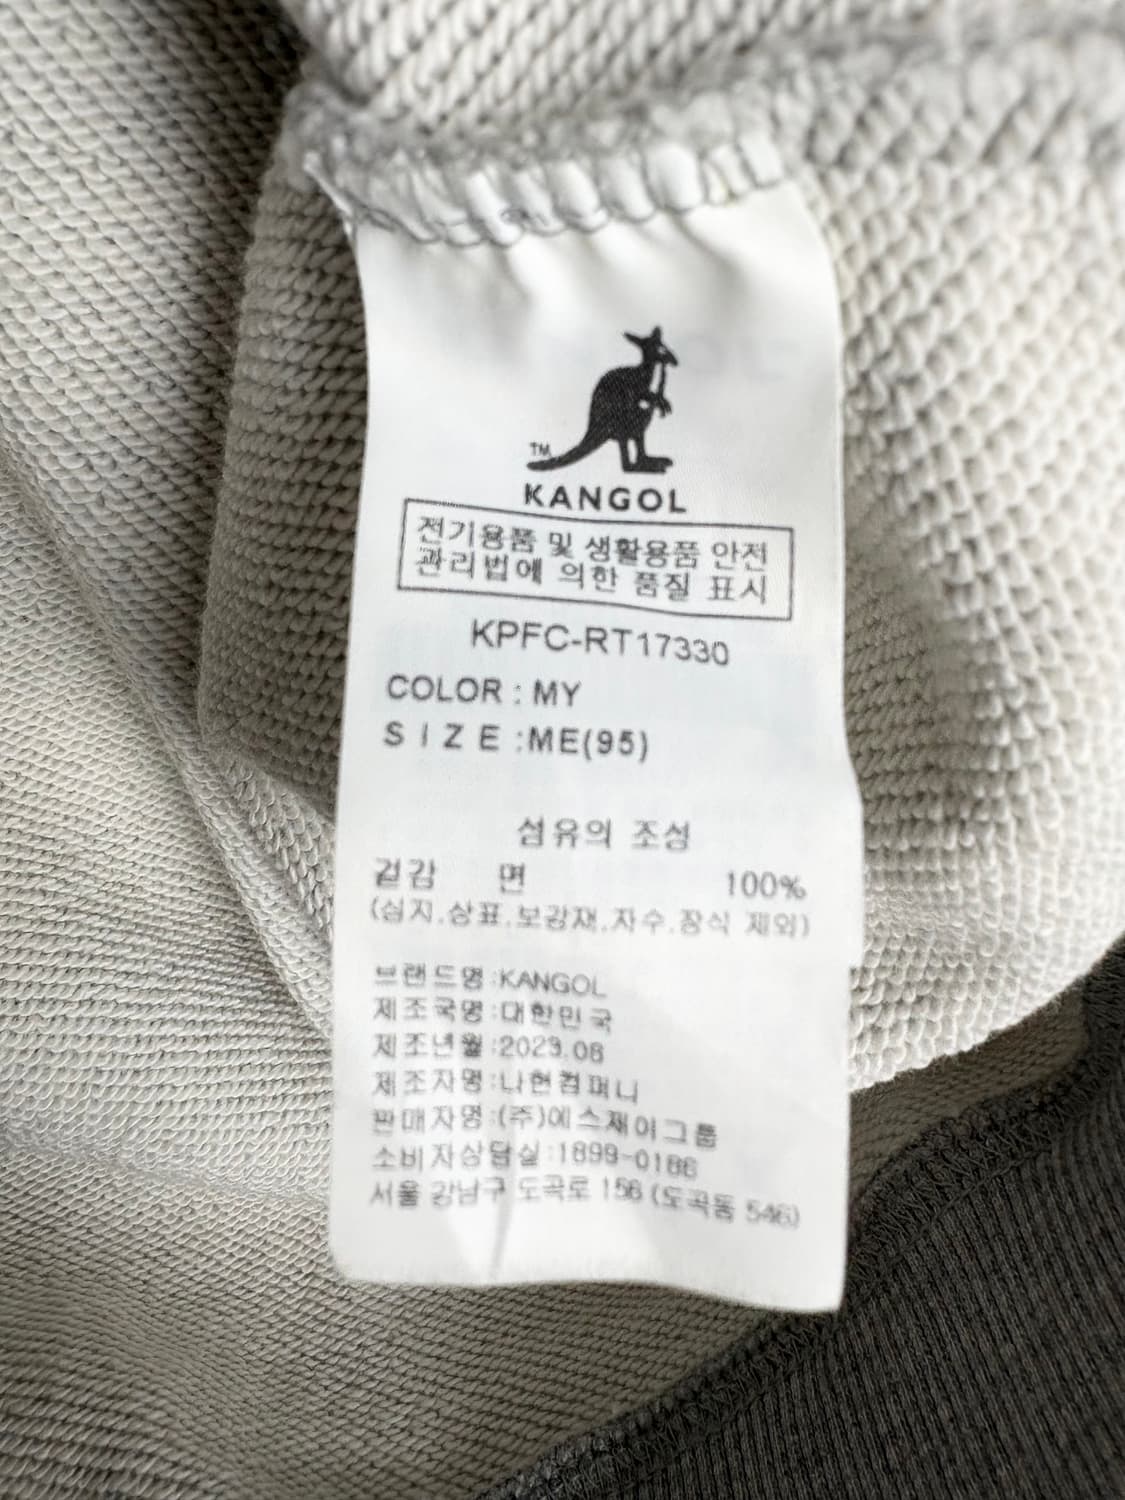 TM
KANGOL
전기용품 및 생활용품 안전
관리법에 의한 품질 표시
KPFC-RT17330
COLOR : MY
SIZE :ME(95)
섬유의 조성
겉감 면 100%
(심지.상표.보강재.자수.장식 제외)
브랜드명:KANGOL
제조국명:대한민국
제조년월:2023.08
제조자명:나현컴퍼니
판매자명:(주)에스제이그룹
소비자상담실:1899-0186
서울 강남구 도곡로 156 (도곡동 546)